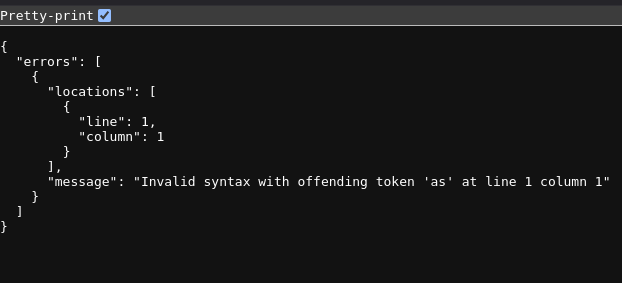 Pretty-print
{
  "errors": [
    {
      "locations": [
        {
          "line": 1,
          "column": 1
        }
      ],
      "message": "Invalid syntax with offending token 'as' at line 1 column 1"
    }
  ]
}